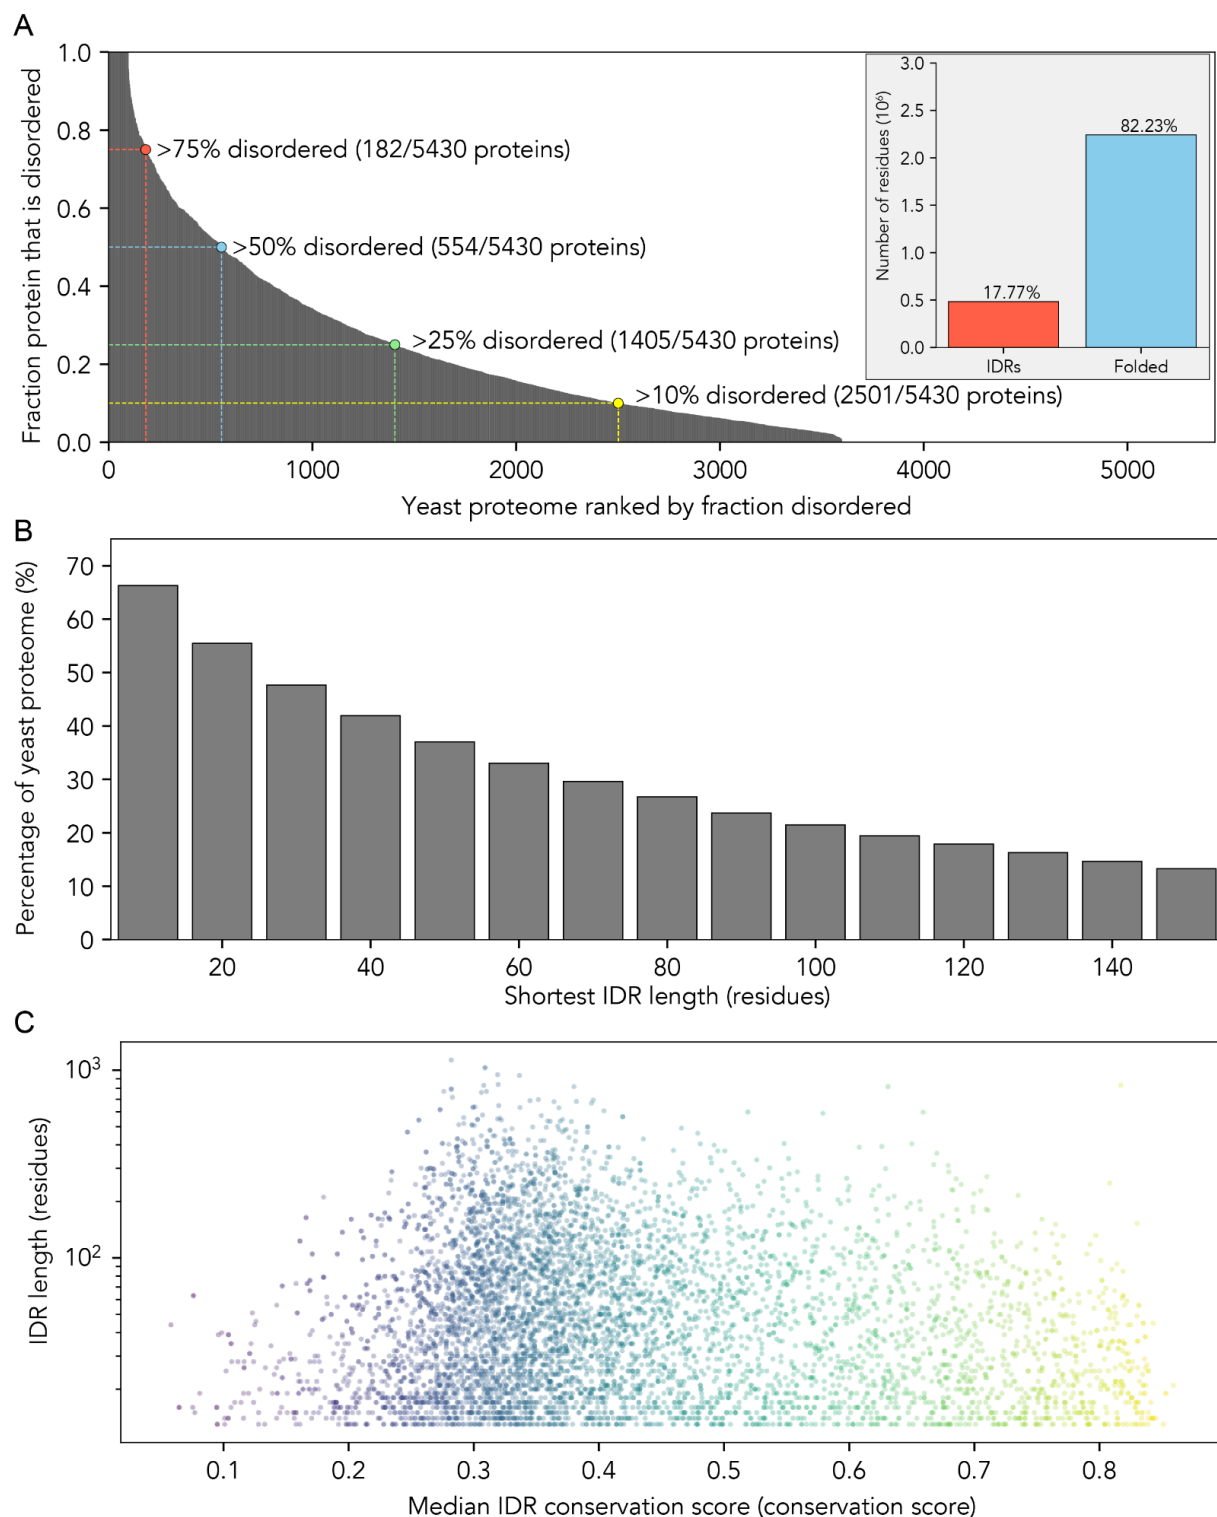 A
Fraction protein that is disordered
1.0
0.8
0.6
0.4
0.2
0.0
>75% disordered (182/5430 proteins)
>50% disordered (554/5430 proteins)
>25% disordered (1405/5430 proteins)
>10% disordered (2501/5430 proteins)
0 1000 2000 3000 4000 5000
Yeast proteome ranked by fraction disordered
Number of residues (10⁶)
3.0
2.5
2.0
1.5
1.0
0.5
0.0
17.77%
82.23%
IDRs Folded
B
Percentage of yeast proteome (%)
70
60
50
40
30
20
10
0
20 40 60 80 100 120 140
Shortest IDR length (residues)
C
IDR length (residues)
10³
10²
0.1 0.2 0.3 0.4 0.5 0.6 0.7 0.8
Median IDR conservation score (conservation score)